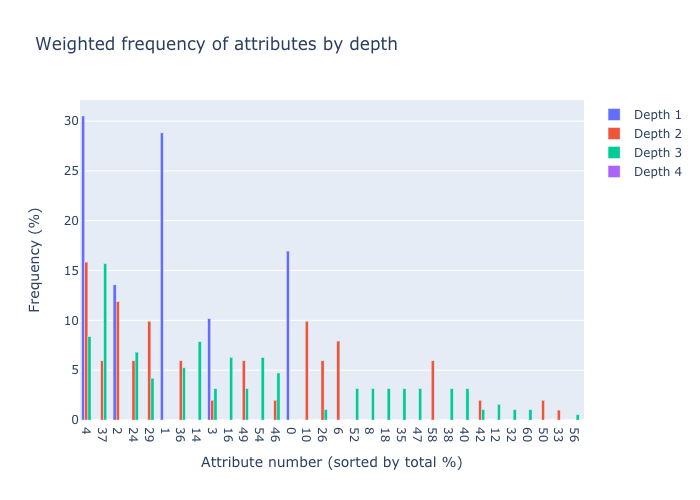 Weighted frequency of attributes by depth
Depth 1
Depth 2
Depth 3
Depth 4
30
25
20
15
10
5
0
Frequency (%)
4 37 2 24 29 1 36 14 3 16 49 54 46 0 10 26 6 52 8 18 35 47 58 38 40 42 12 32 60 50 33 56
Attribute number (sorted by total %)